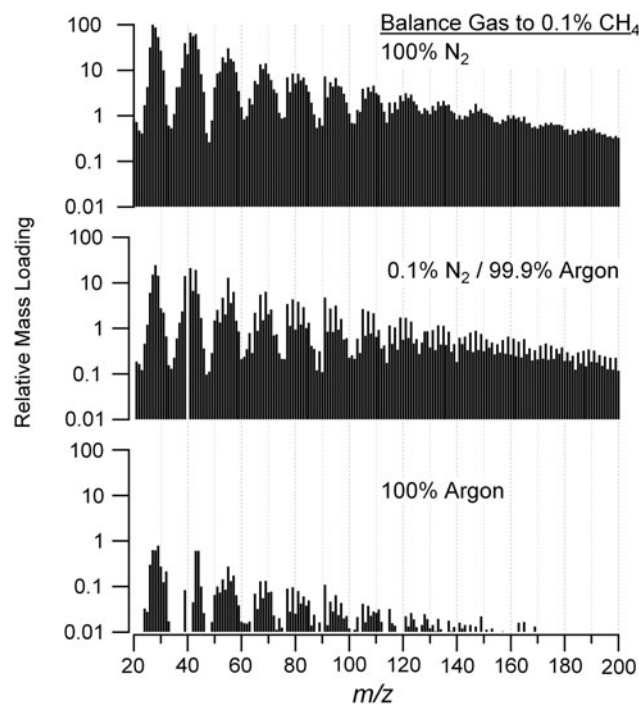 Balance Gas to 0.1% CH₄
100% N₂
100
10
1
0.1
0.01
0.1% N₂ / 99.9% Argon
100
10
1
0.1
0.01
Relative Mass Loading
100% Argon
100
10
1
0.1
0.01
20 40 60 80 100 120 140 160 180 200
m/z